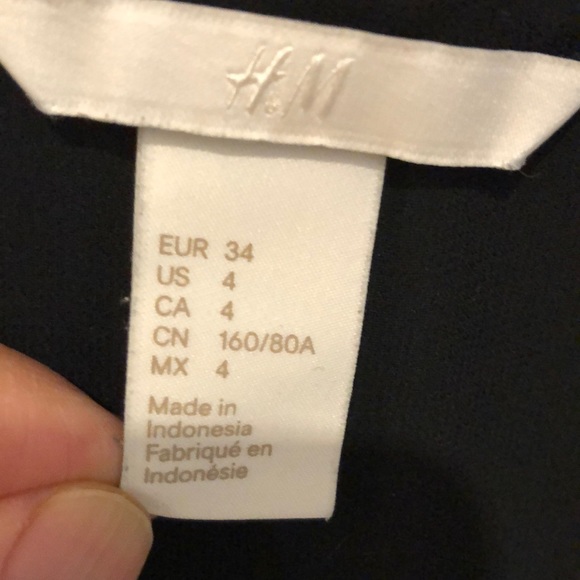 H&M
EUR 34
US 4
CA 4
CN 160/80A
MX 4
Made in
Indonesia
Fabriqué en
Indonésie